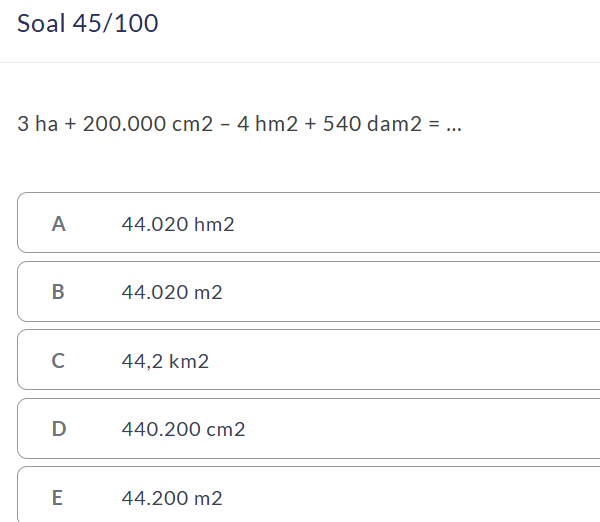 Soal 45/100
3 ha + 200.000 cm2 – 4 hm2 + 540 dam2 = ...
A 44.020 hm2
B 44.020 m2
C 44,2 km2
D 440.200 cm2
E 44.200 m2